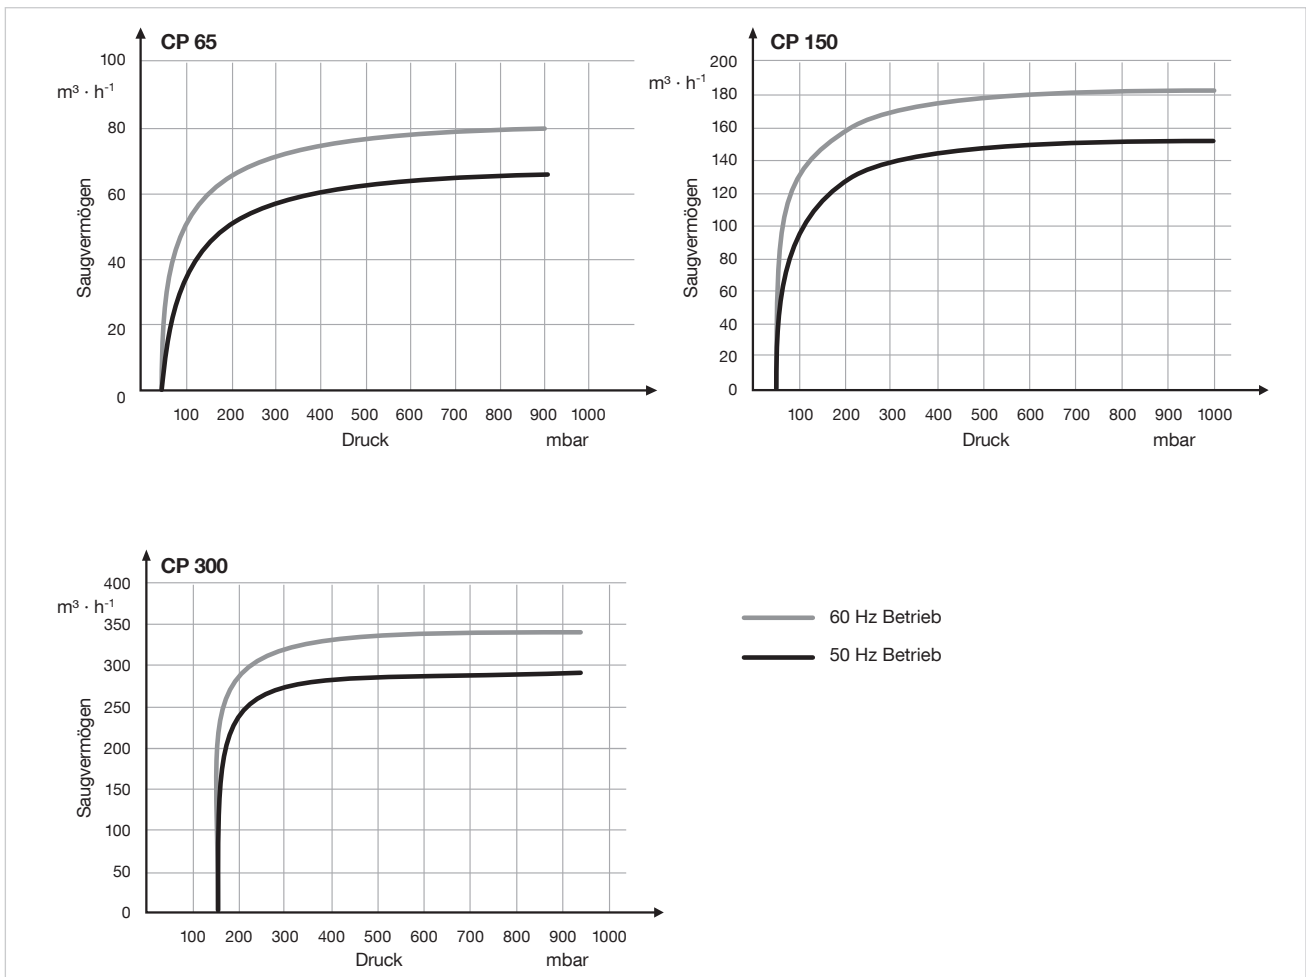 CP 65
100
m³ · h⁻¹
80
60
40
20
0
Saugvermögen
100 200 300 400 500 600 700 800 900 1000
Druck mbar
CP 150
200
m³ · h⁻¹
180
160
140
120
100
80
60
40
20
0
Saugvermögen
100 200 300 400 500 600 700 800 900 1000
Druck mbar
CP 300
400
m³ · h⁻¹
350
300
250
200
150
100
50
0
Saugvermögen
100 200 300 400 500 600 700 800 900 1000
Druck mbar
60 Hz Betrieb
50 Hz Betrieb